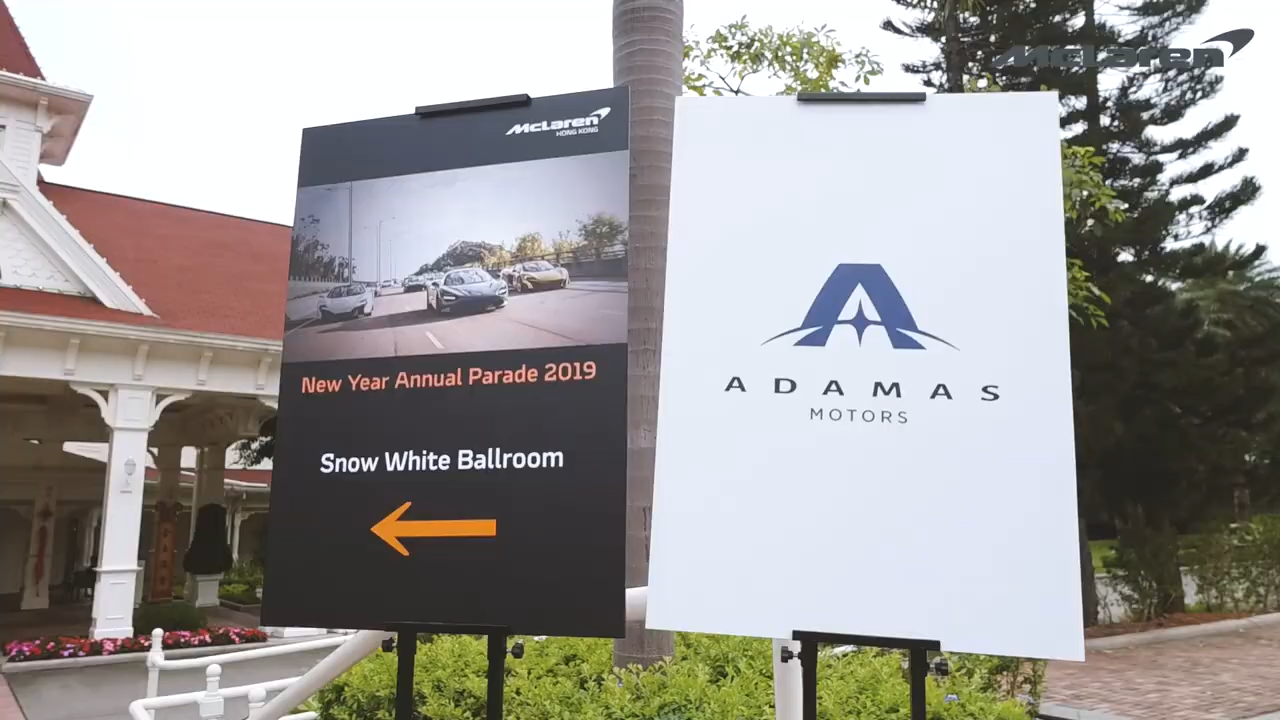 McLaren
McLaren
HONG KONG
New Year Annual Parade 2019
Snow White Ballroom
ADAMAS
MOTORS